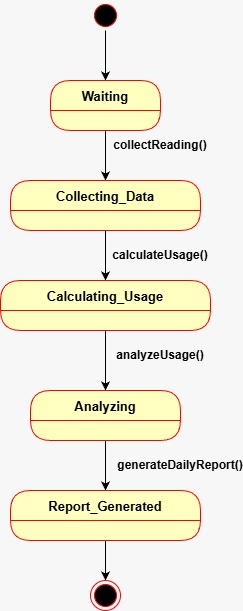 Waiting
collectReading()
Collecting_Data
calculateUsage()
Calculating_Usage
analyzeUsage()
Analyzing
generateDailyReport()
Report_Generated